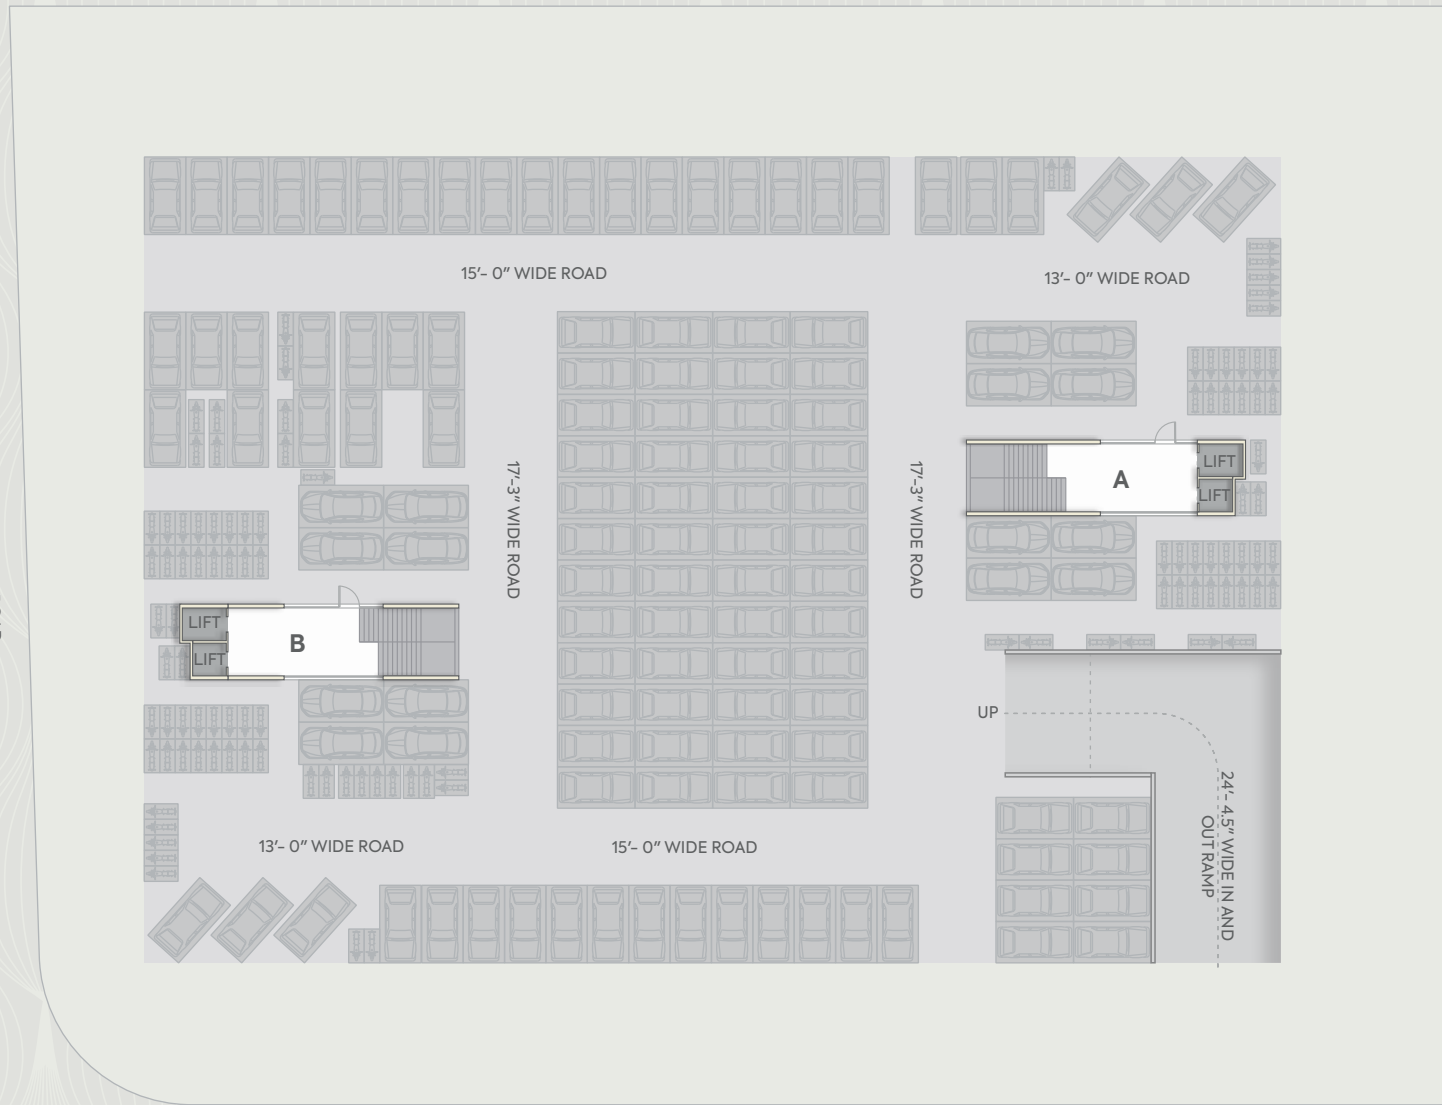 15'- 0" WIDE ROAD
13'- 0" WIDE ROAD
17'-3" WIDE ROAD
17'-3" WIDE ROAD
LIFT
A
LIFT
LIFT
B
LIFT
UP
24'- 4.5" WIDE IN AND
OUT RAMP
13'- 0" WIDE ROAD
15'- 0" WIDE ROAD